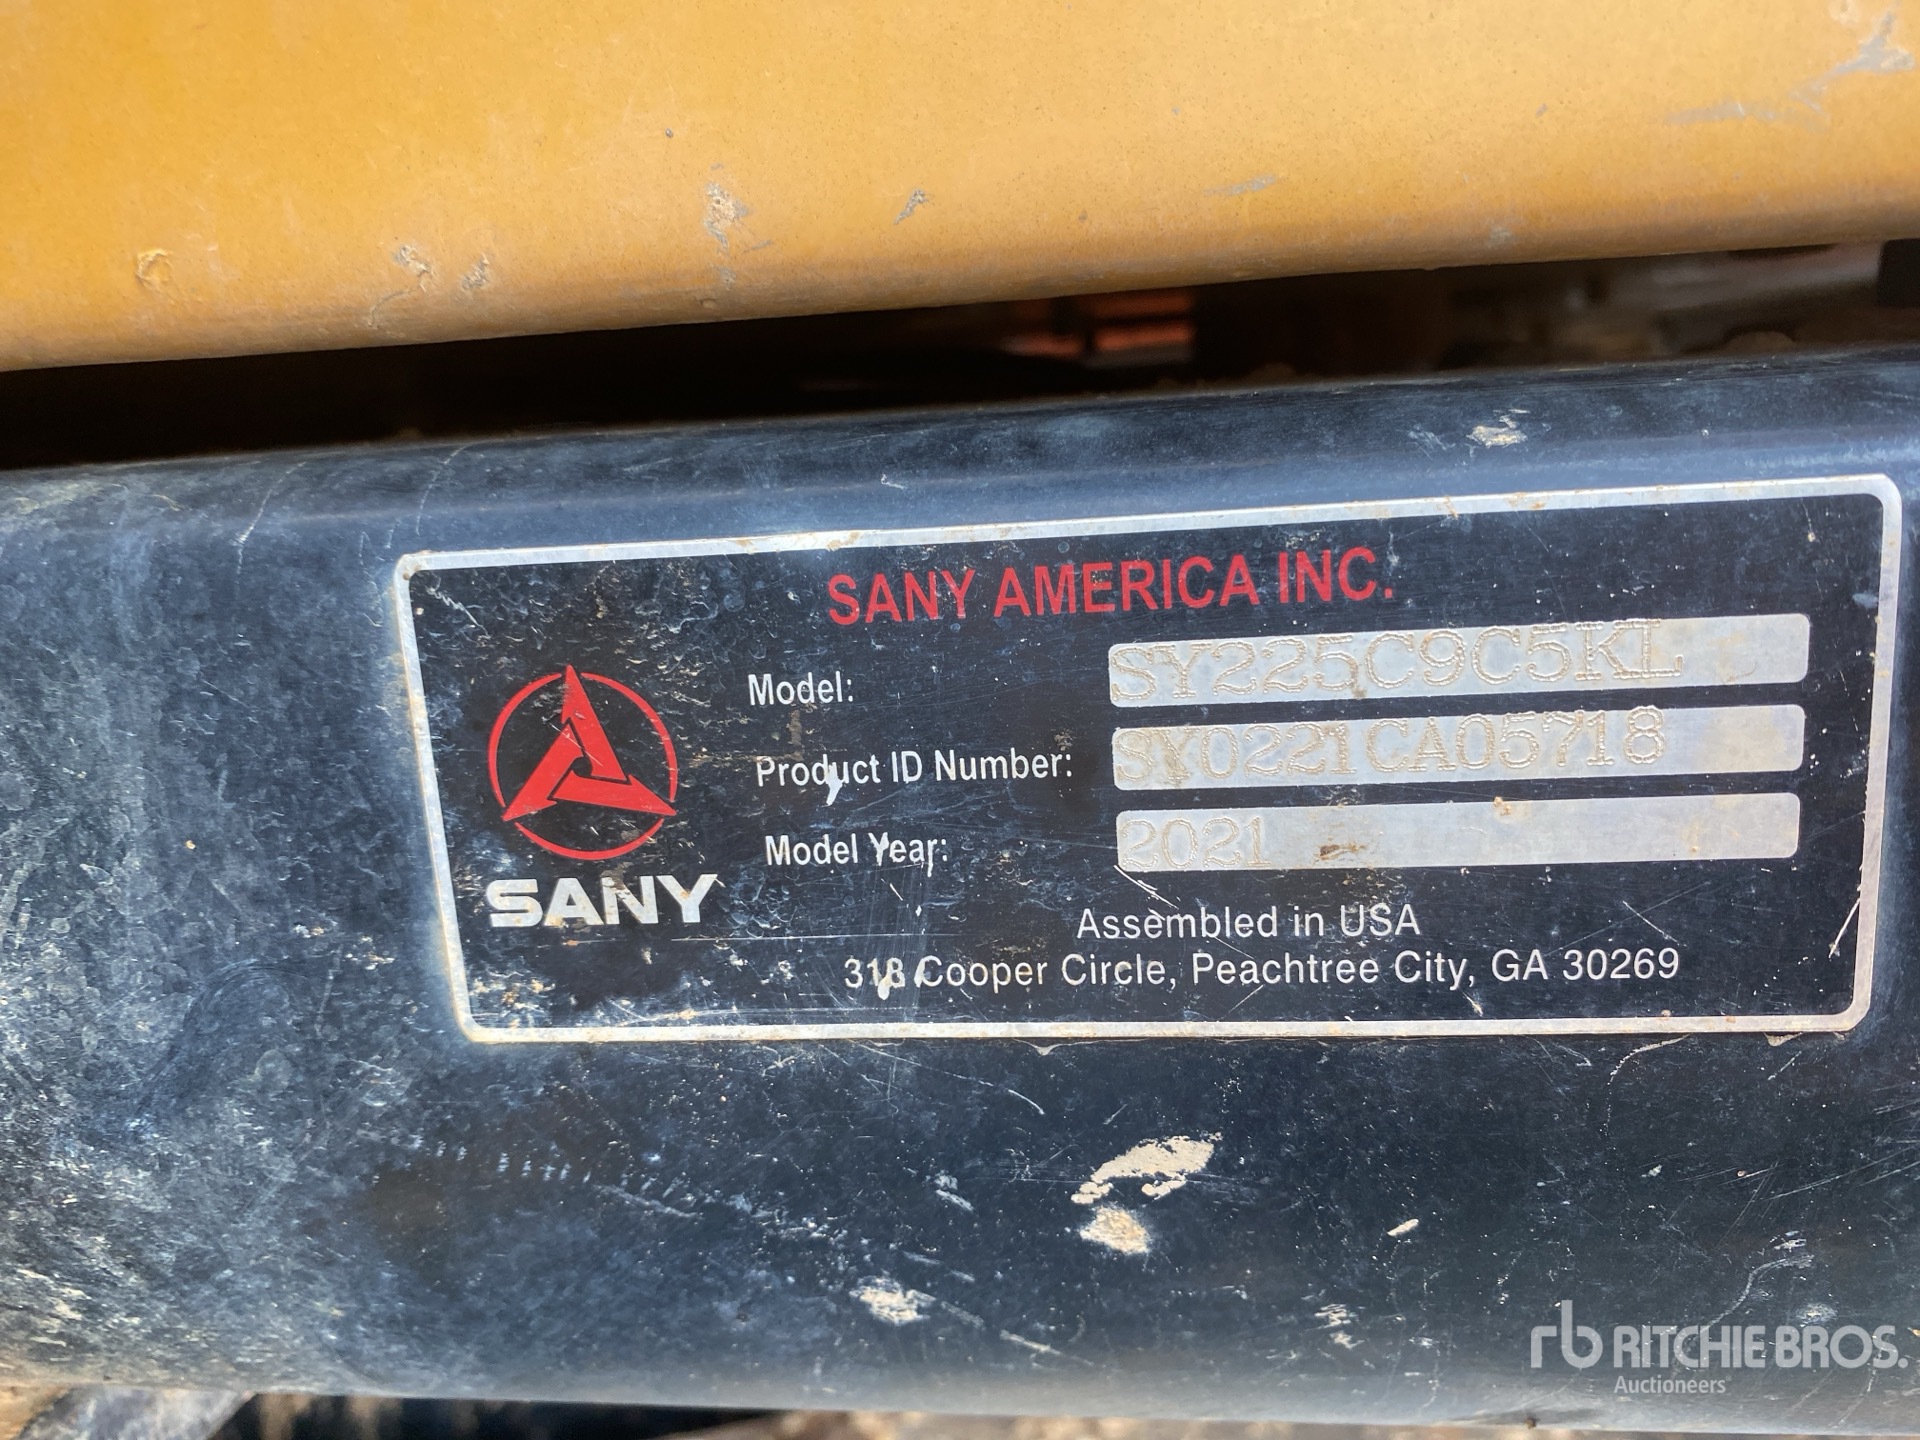 SANY AMERICA INC.
Model: SY225C9C5KL
Product ID Number: SY0221CA05718
Model Year: 2021
SANY
Assembled in USA
318 Cooper Circle, Peachtree City, GA 30269
rb RITCHIE BROS.
Auctioneers